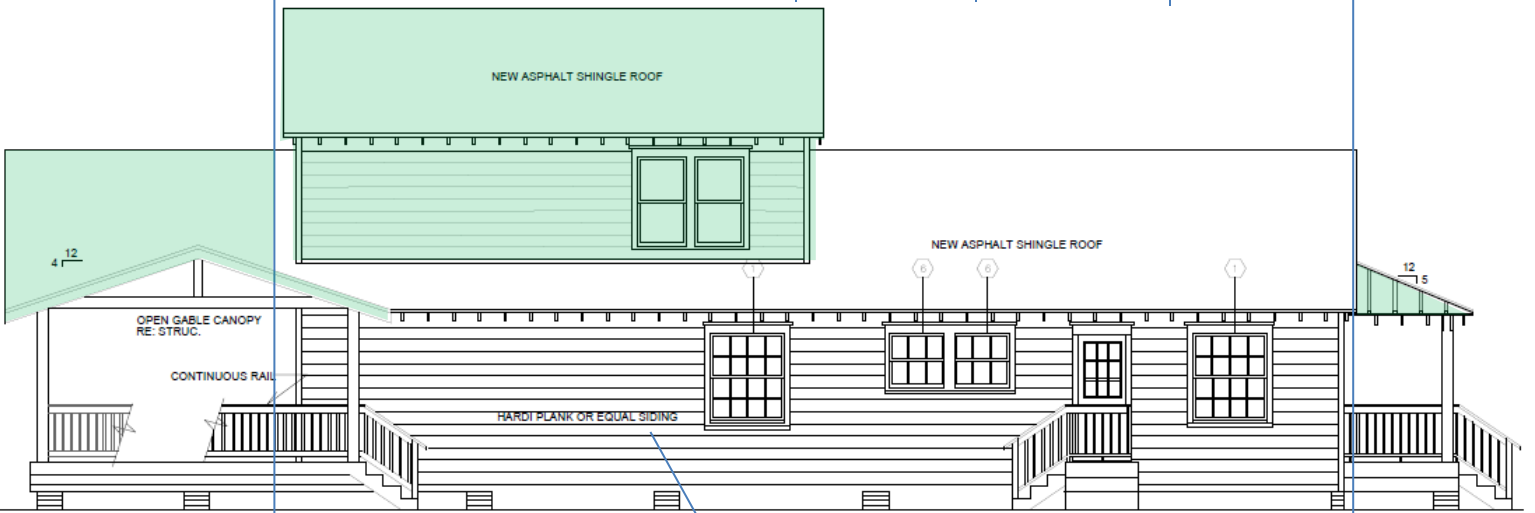 NEW ASPHALT SHINGLE ROOF
12
4
NEW ASPHALT SHINGLE ROOF
12
5
1
6
6
1
OPEN GABLE CANOPY
RE: STRUC.
CONTINUOUS RAIL
HARDI PLANK OR EQUAL SIDING